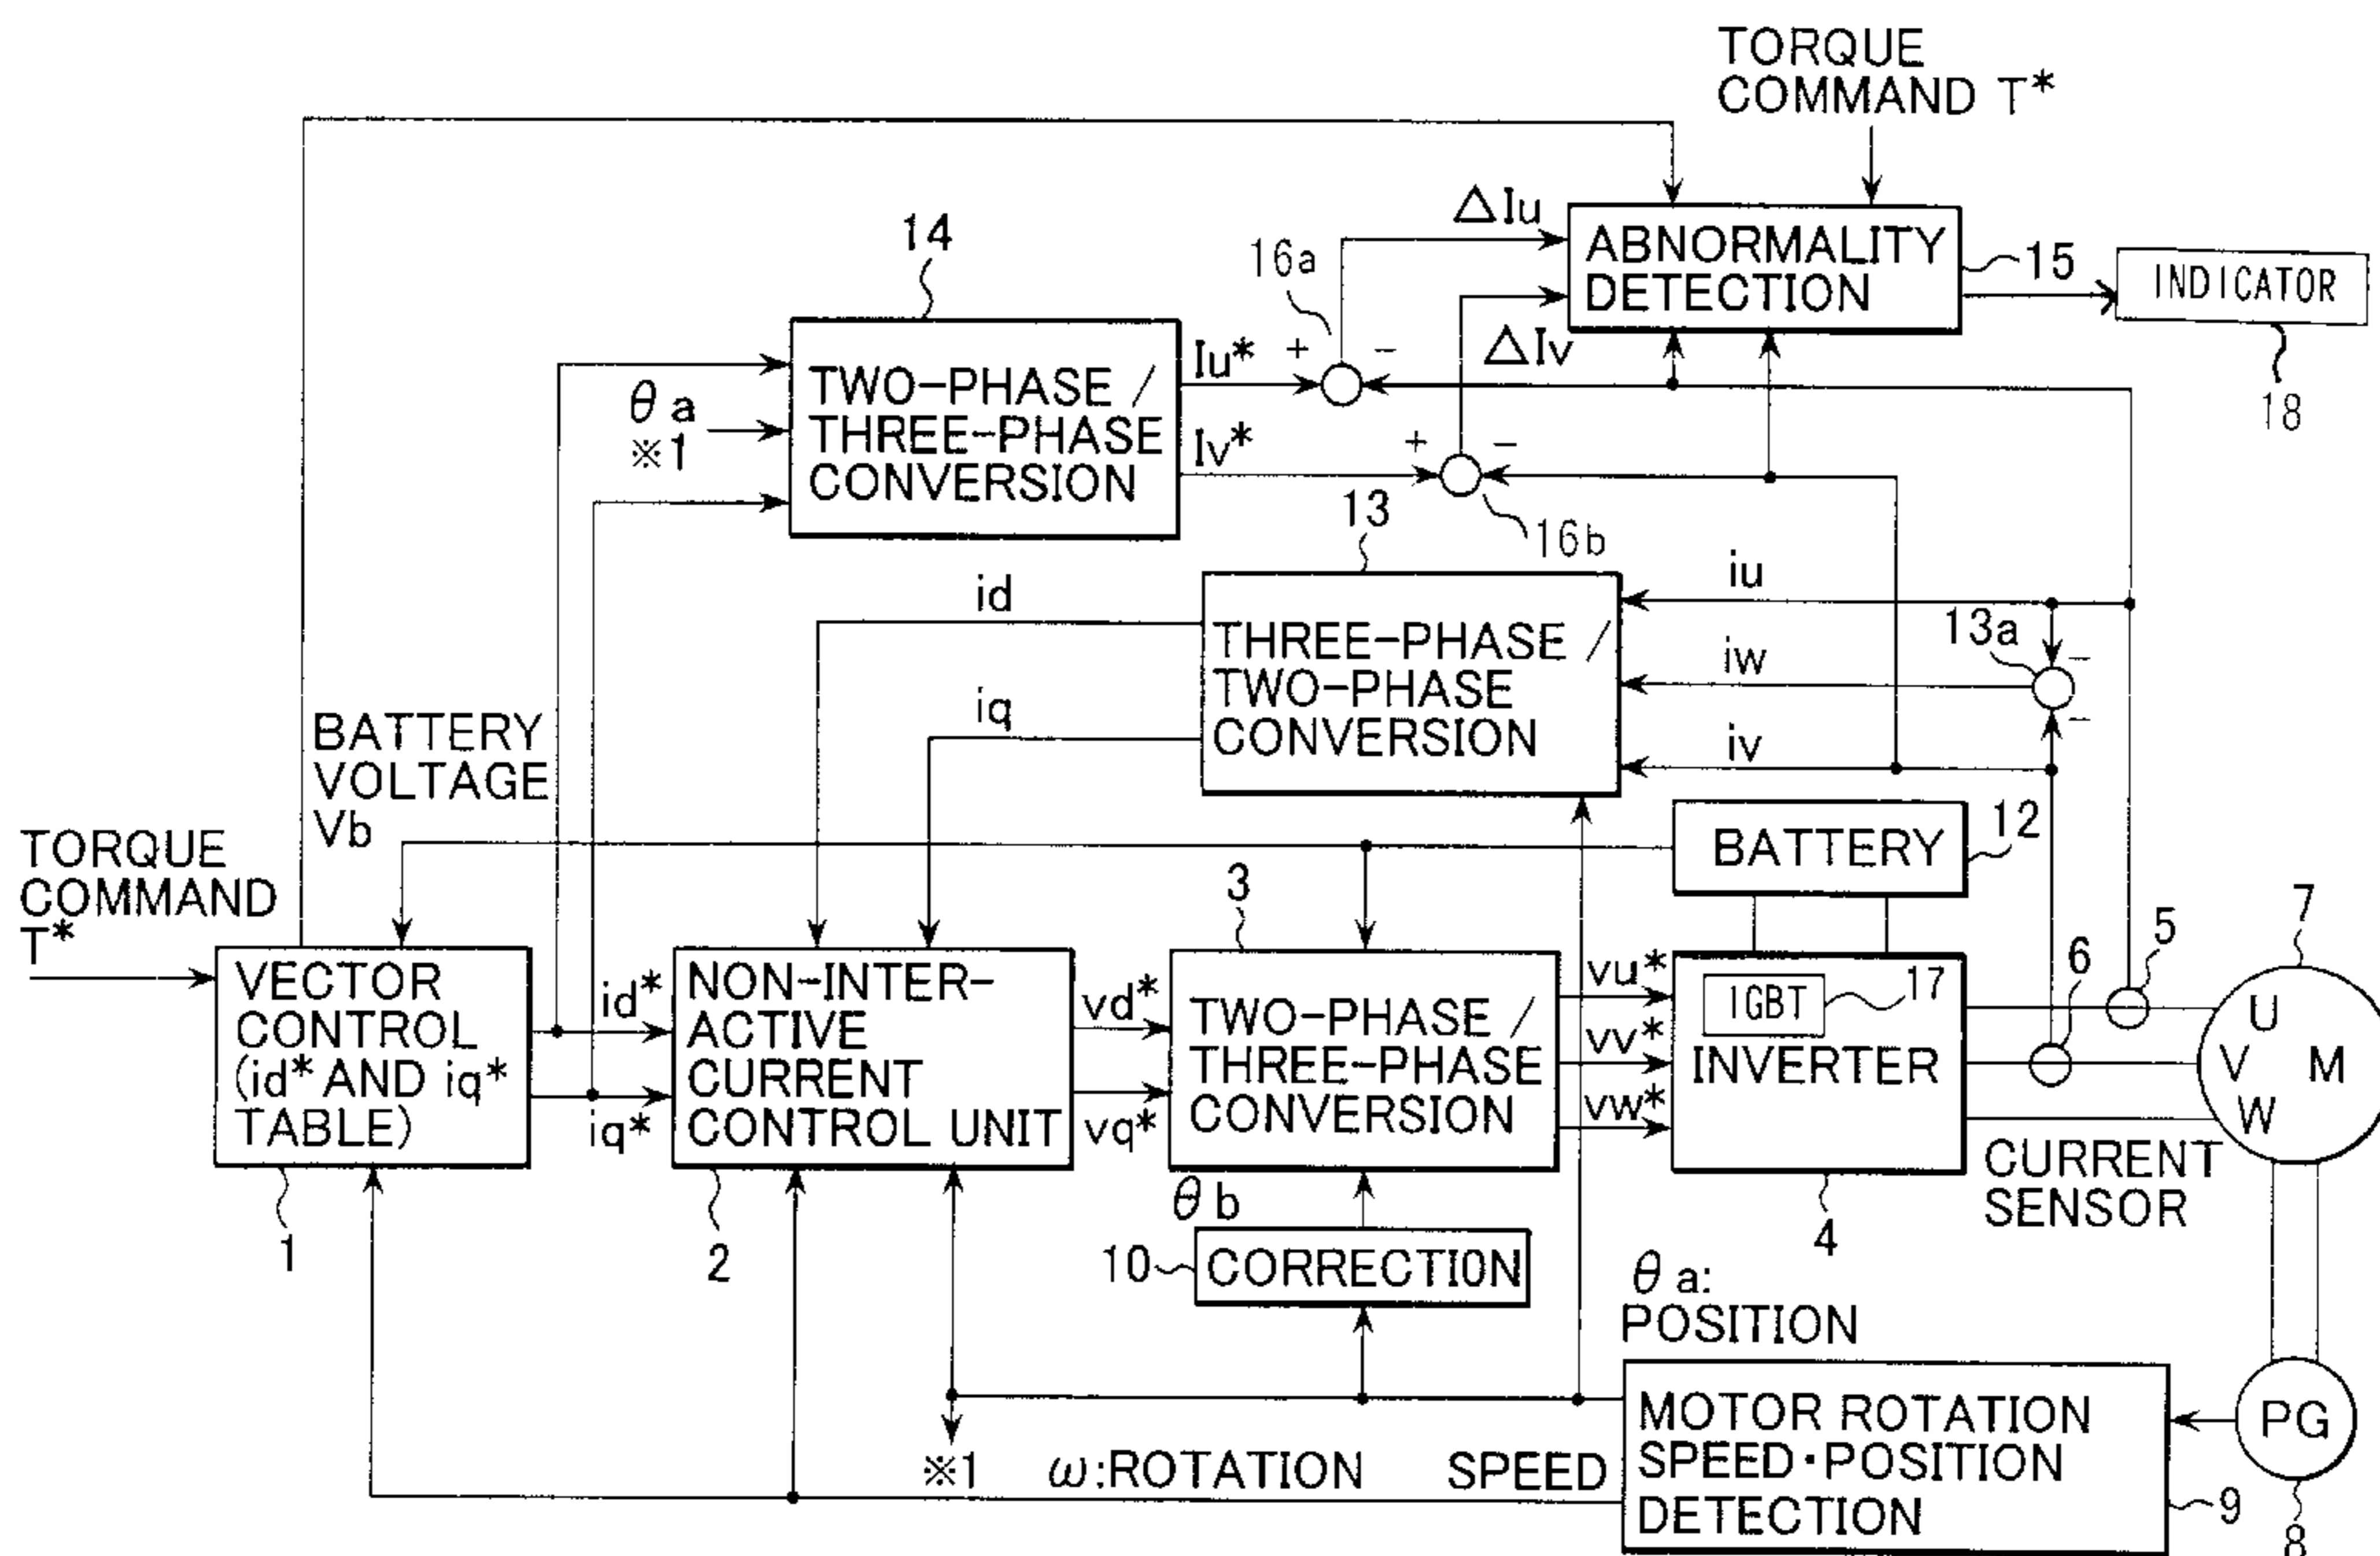 TORQUE
COMMAND T*
ΔIu
14
16a
ABNORMALITY
DETECTION
15
INDICATOR
18
ΔIv
Iu*
+
−
TWO-PHASE /
THREE-PHASE
CONVERSION
θa
※1
Iv*
+
−
13
16b
id
iu
13a
THREE-PHASE /
TWO-PHASE
CONVERSION
iw
−
−
iq
iv
BATTERY
VOLTAGE
Vb
BATTERY
12
TORQUE
COMMAND
T*
3
7
5
6
VECTOR
CONTROL
(id* AND iq*
TABLE)
id*
iq*
NON-INTER-
ACTIVE
CURRENT
CONTROL UNIT
vd*
vq*
TWO-PHASE /
THREE-PHASE
CONVERSION
vu*
vv*
vw*
IGBT
17
INVERTER
U
V
M
W
CURRENT
SENSOR
θb
1
2
4
10
CORRECTION
θa:
POSITION
MOTOR ROTATION
SPEED・POSITION
DETECTION
PG
※1
ω:ROTATION SPEED
9
8